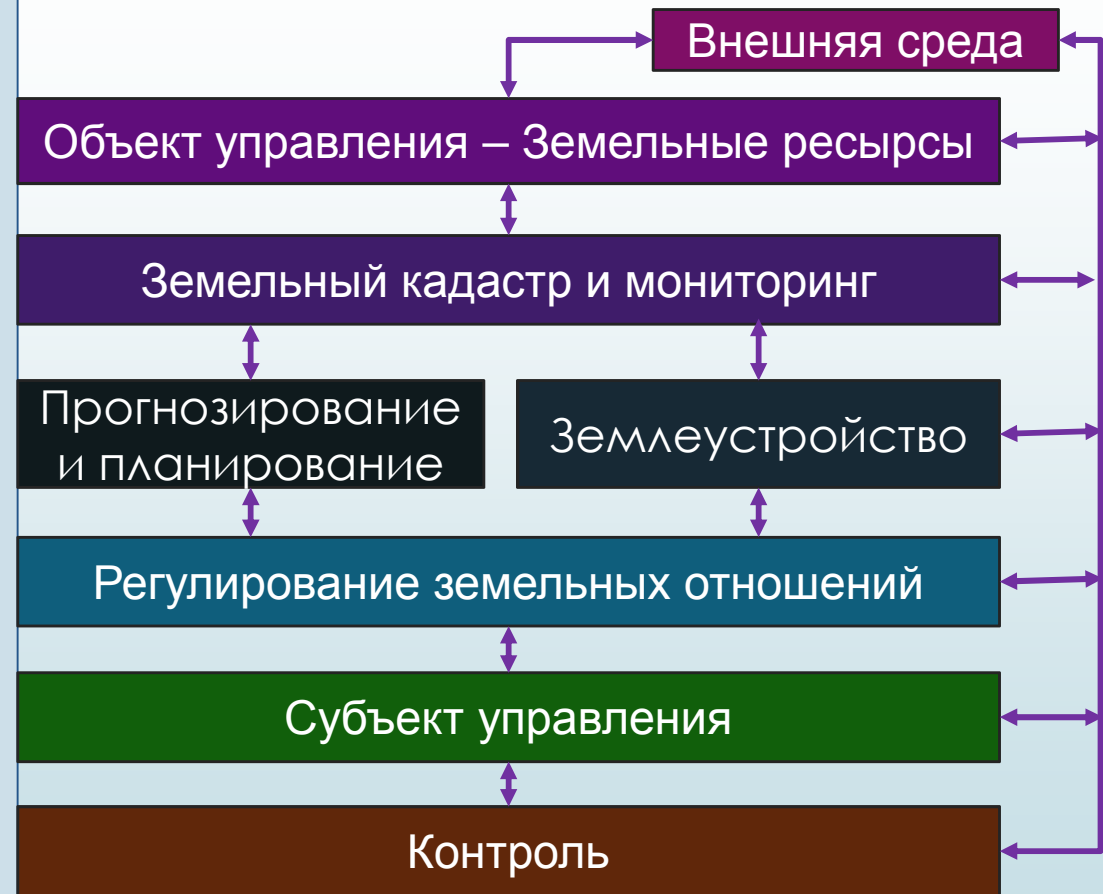 Внешняя среда
Объект управления – Земельные ресырсы
Земельный кадастр и мониторинг
Прогнозирование
и планирование
Землеустройство
Регулирование земельных отношений
Субъект управления
Контроль